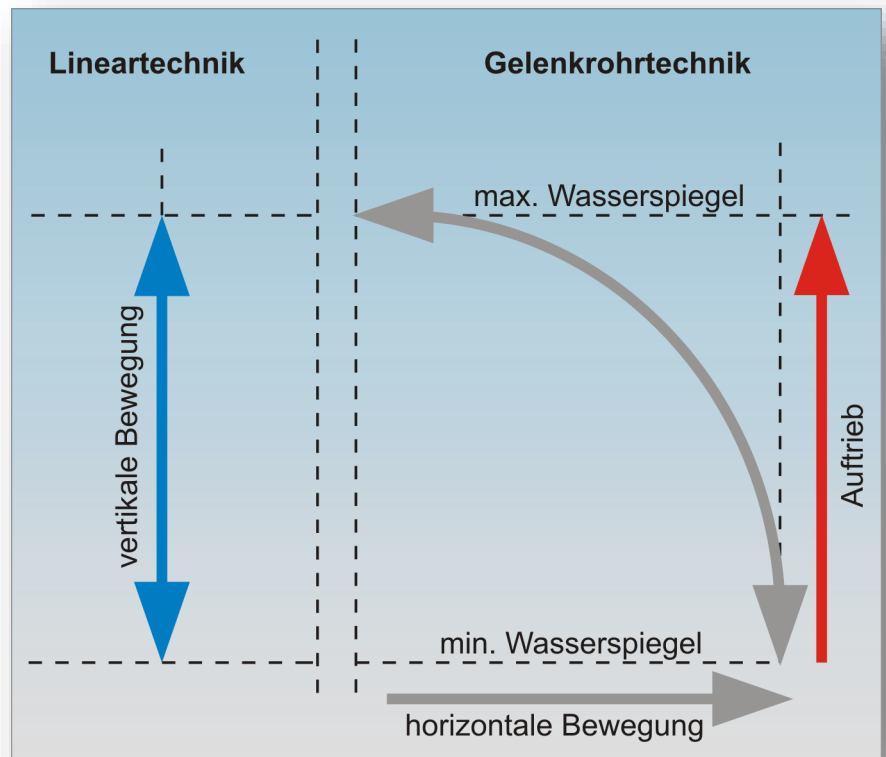 Lineartechnik
Gelenkrohrtechnik
max. Wasserspiegel
vertikale Bewegung
Auftrieb
min. Wasserspiegel
horizontale Bewegung